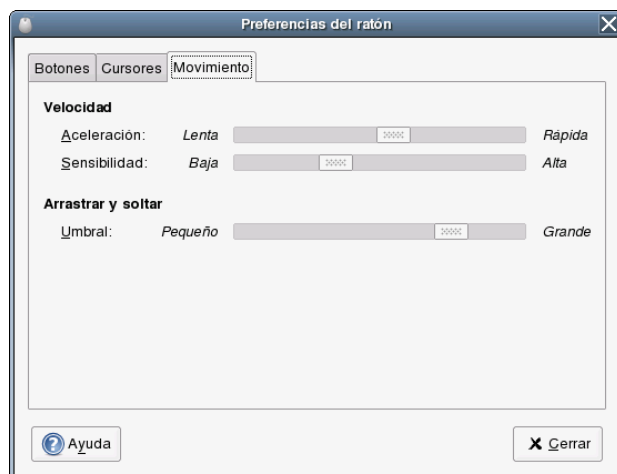 Preferencias del ratón
Botones Cursores Movimiento
Velocidad
Aceleración: Lenta Rápida
Sensibilidad: Baja Alta
Arrastrar y soltar
Umbral: Pequeño Grande
Ayuda Cerrar